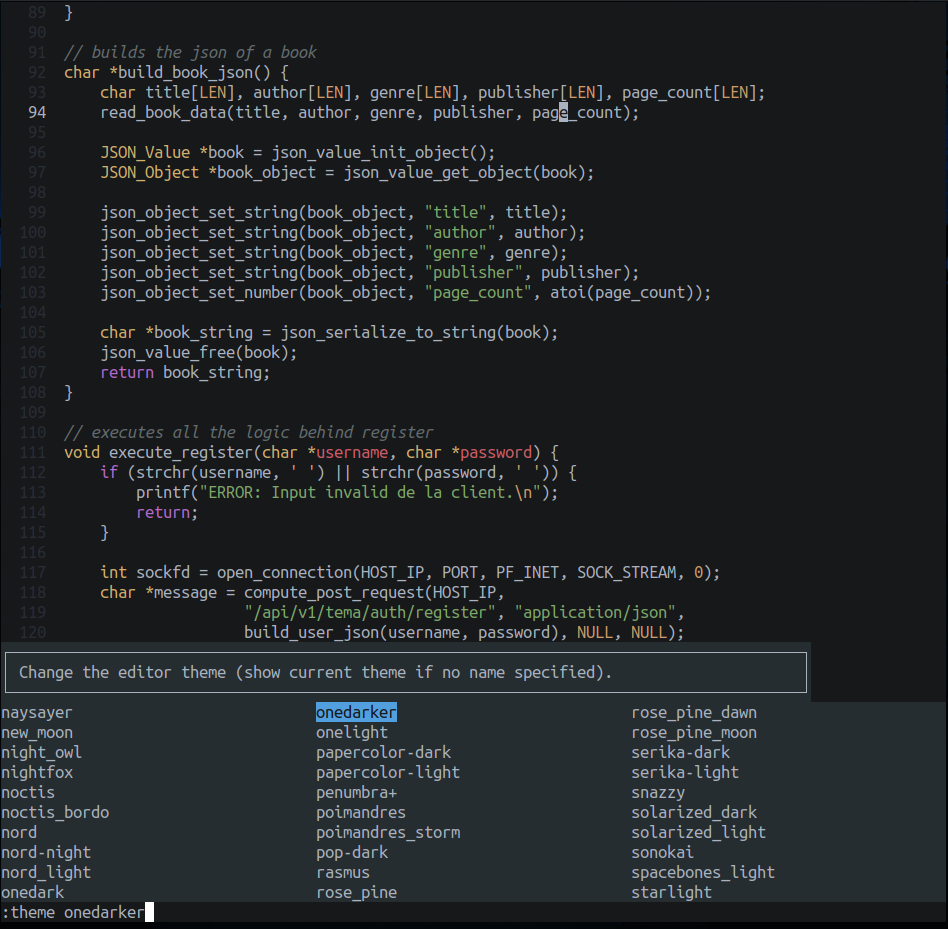 89 }
90
91 // builds the json of a book
92 char *build_book_json() {
93     char title[LEN], author[LEN], genre[LEN], publisher[LEN], page_count[LEN];
94     read_book_data(title, author, genre, publisher, page_count);
95
96     JSON_Value *book = json_value_init_object();
97     JSON_Object *book_object = json_value_get_object(book);
98
99     json_object_set_string(book_object, "title", title);
100     json_object_set_string(book_object, "author", author);
101     json_object_set_string(book_object, "genre", genre);
102     json_object_set_string(book_object, "publisher", publisher);
103     json_object_set_number(book_object, "page_count", atoi(page_count));
104
105     char *book_string = json_serialize_to_string(book);
106     json_value_free(book);
107     return book_string;
108 }
109
110 // executes all the logic behind register
111 void execute_register(char *username, char *password) {
112     if (strchr(username, ' ') || strchr(password, ' ')) {
113         printf("ERROR: Input invalid de la client.\n");
114         return;
115     }
116
117     int sockfd = open_connection(HOST_IP, PORT, PF_INET, SOCK_STREAM, 0);
118     char *message = compute_post_request(HOST_IP,
119                     "/api/v1/tema/auth/register", "application/json",
120                     build_user_json(username, password), NULL, NULL);
Change the editor theme (show current theme if no name specified).
naysayer onedarker rose_pine_dawn
new_moon onelight rose_pine_moon
night_owl papercolor-dark serika-dark
nightfox papercolor-light serika-light
noctis penumbra+ snazzy
noctis_bordo poimandres solarized_dark
nord poimandres_storm solarized_light
nord-night pop-dark sonokai
nord_light rasmus spacebones_light
onedark rose_pine starlight
:theme onedarker